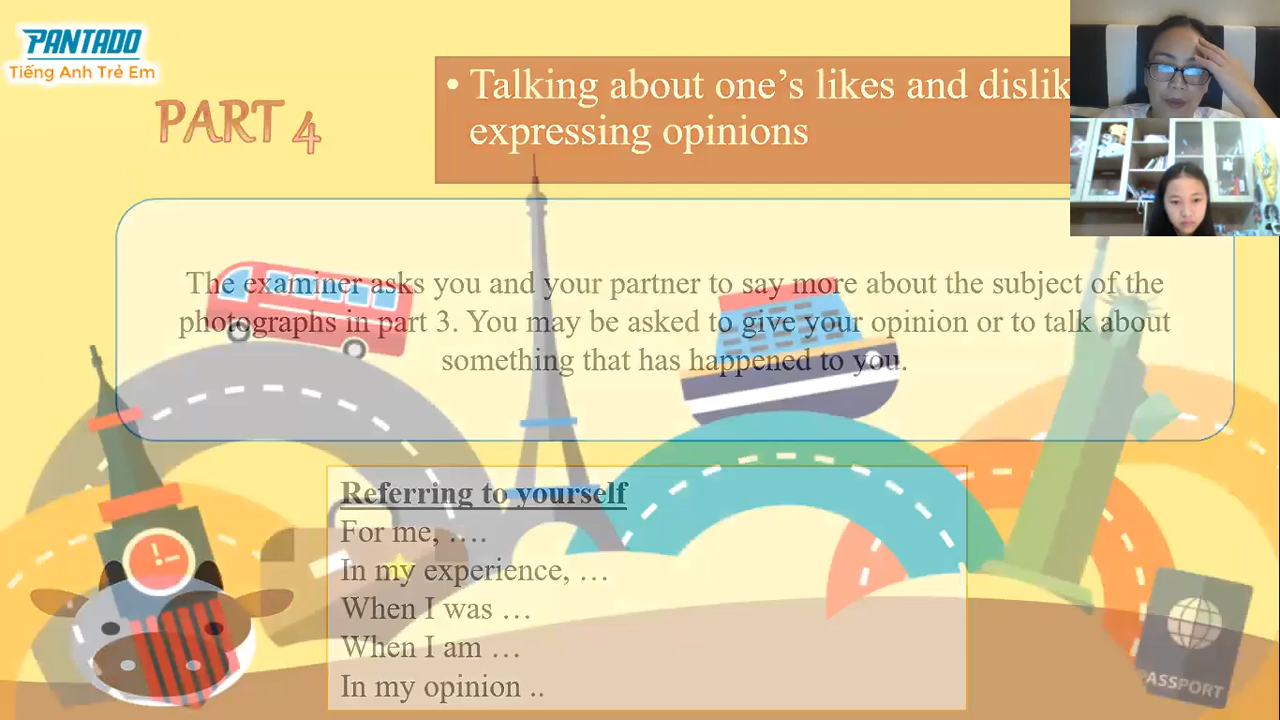 PANTADO
Tiếng Anh Trẻ Em
PART 4
• Talking about one's likes and dislik
expressing opinions
The examiner asks you and your partner to say more about the subject of the
photographs in part 3. You may be asked to give your opinion or to talk about
something that has happened to you.
Referring to yourself
For me, ….
In my experience, …
When I was …
When I am …
In my opinion ..
PASSPORT